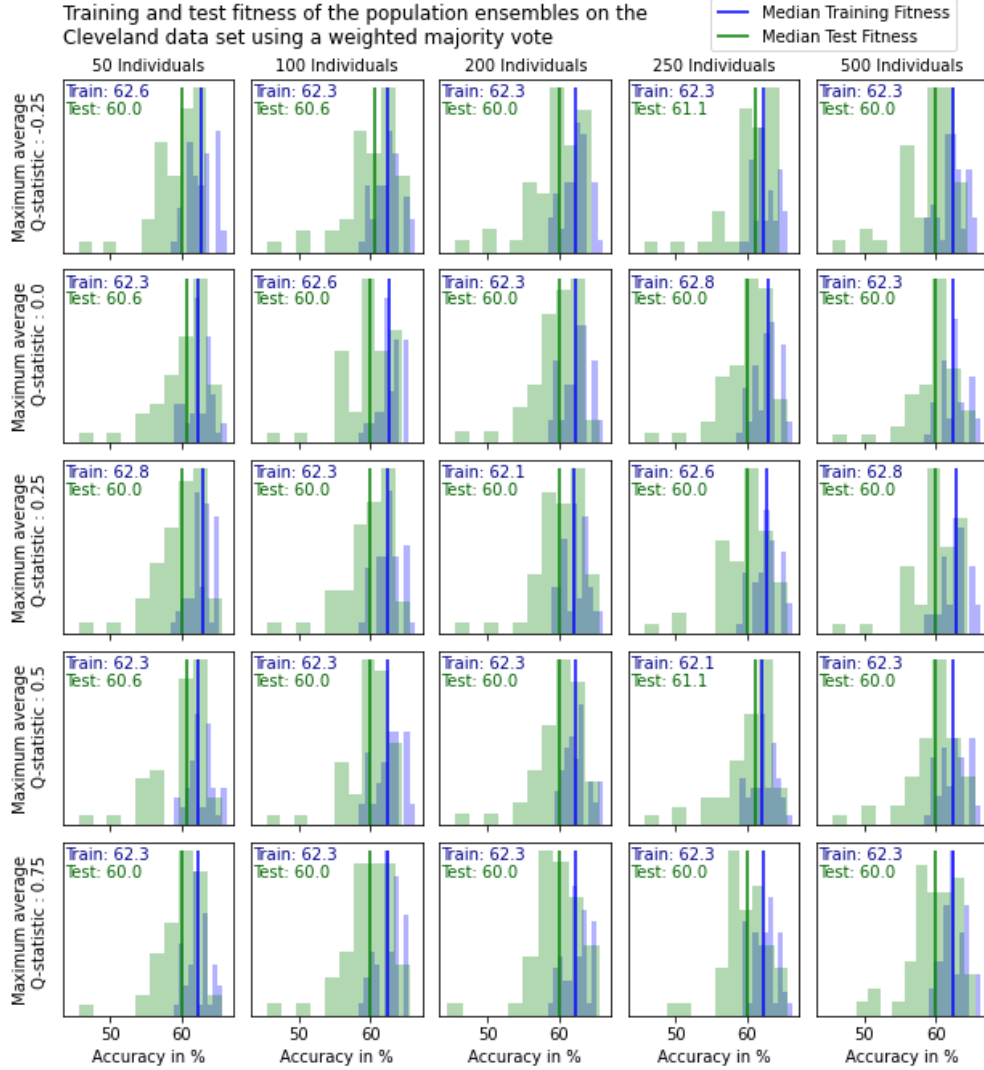 Training and test fitness of the population ensembles on the
Cleveland data set using a weighted majority vote
Median Training Fitness
Median Test Fitness
50 Individuals
100 Individuals
200 Individuals
250 Individuals
500 Individuals
Maximum average
Q-statistic : -0.25
Train: 62.6
Test: 60.0
Train: 62.3
Test: 60.6
Train: 62.3
Test: 60.0
Train: 62.3
Test: 61.1
Train: 62.3
Test: 60.0
Maximum average
Q-statistic : 0.0
Train: 62.3
Test: 60.6
Train: 62.6
Test: 60.0
Train: 62.3
Test: 60.0
Train: 62.8
Test: 60.0
Train: 62.3
Test: 60.0
Maximum average
Q-statistic : 0.25
Train: 62.8
Test: 60.0
Train: 62.3
Test: 60.0
Train: 62.1
Test: 60.0
Train: 62.6
Test: 60.0
Train: 62.8
Test: 60.0
Maximum average
Q-statistic : 0.5
Train: 62.3
Test: 60.6
Train: 62.3
Test: 60.0
Train: 62.3
Test: 60.0
Train: 62.1
Test: 61.1
Train: 62.3
Test: 60.0
Maximum average
Q-statistic : 0.75
Train: 62.3
Test: 60.0
Train: 62.3
Test: 60.0
Train: 62.3
Test: 60.0
Train: 62.3
Test: 60.0
Train: 62.3
Test: 60.0
50 60
50 60
50 60
50 60
50 60
Accuracy in %
Accuracy in %
Accuracy in %
Accuracy in %
Accuracy in %